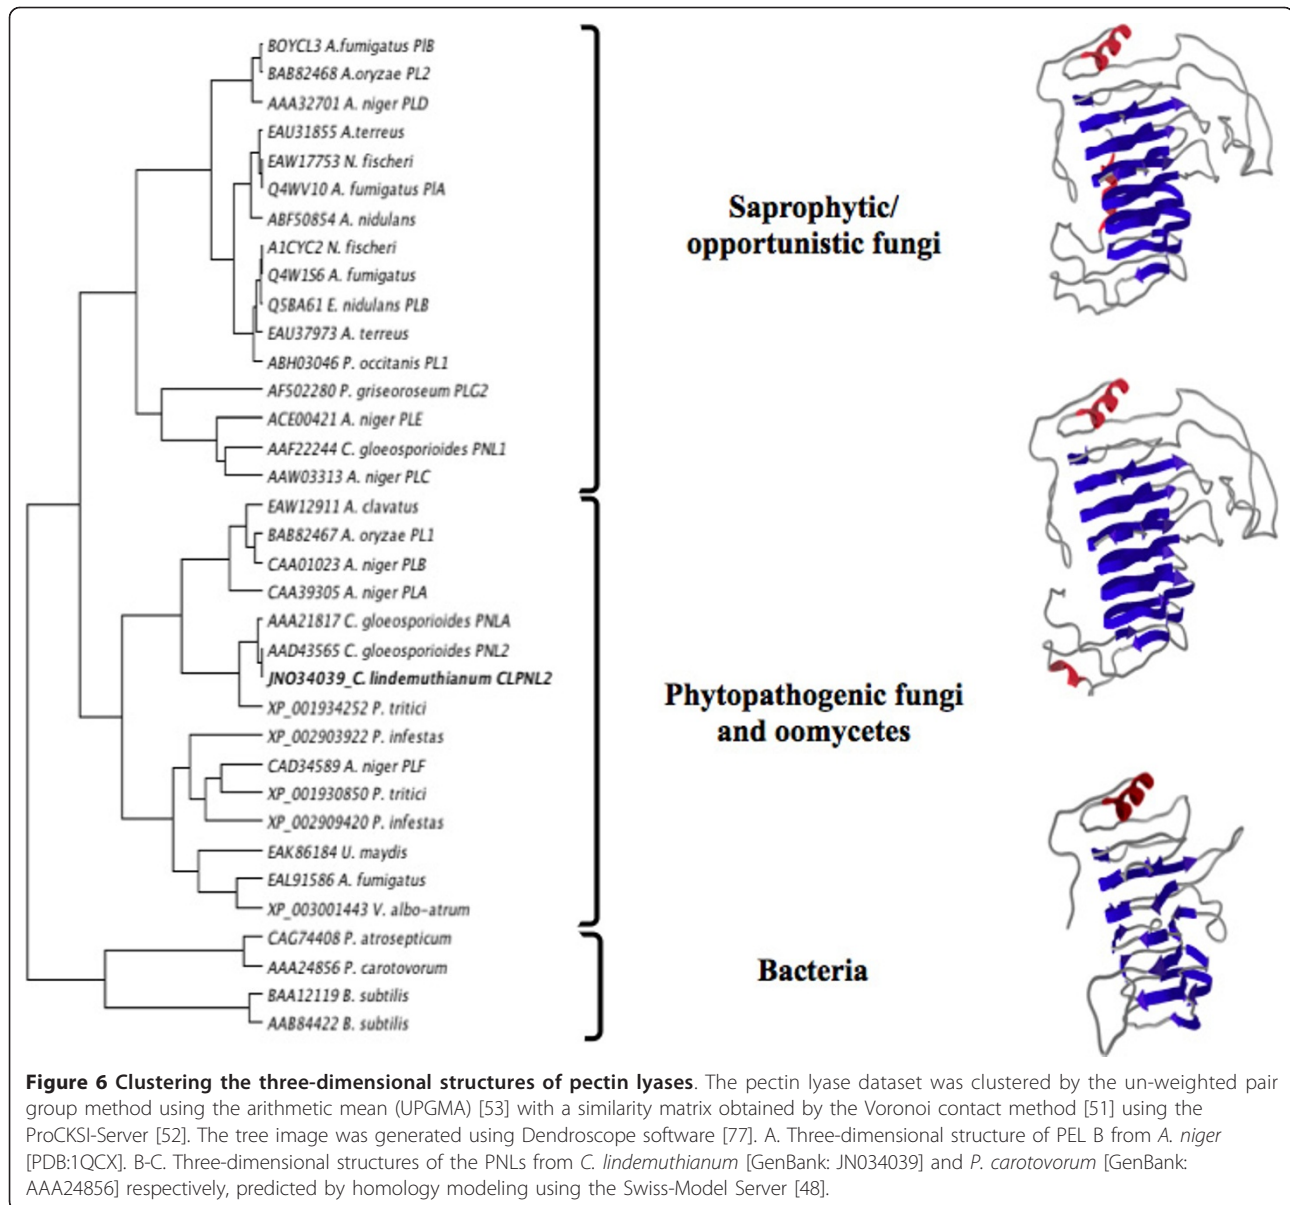 BOYCL3 A.fumigatus PlB
BAB82468 A.oryzae PL2
AAA32701 A. niger PLD
EAU31855 A.terreus
EAW17753 N. fischeri
Q4WV10 A. fumigatus PlA
ABF50854 A. nidulans
A1CYC2 N. fischeri
Q4W1S6 A. fumigatus
Q5BA61 E. nidulans PLB
EAU37973 A. terreus
ABH03046 P. occitanis PL1
AF502280 P. griseoroseum PLG2
ACE00421 A. niger PLE
AAF22244 C. gloeosporioides PNL1
AAW03313 A. niger PLC
EAW12911 A. clavatus
BAB82467 A. oryzae PL1
CAA01023 A. niger PLB
CAA39305 A. niger PLA
AAA21817 C. gloeosporioides PNLA
AAD43565 C. gloeosporioides PNL2
JN034039_C. lindemuthianum CLPNL2
XP_001934252 P. tritici
XP_002903922 P. infestas
CAD34589 A. niger PLF
XP_001930850 P. tritici
XP_002909420 P. infestas
EAK86184 U. maydis
EAL91586 A. fumigatus
XP_003001443 V. albo-atrum
CAG74408 P. atrosepticum
AAA24856 P. carotovorum
BAA12119 B. subtilis
AAB84422 B. subtilis
Saprophytic/
opportunistic fungi
Phytopathogenic fungi
and oomycetes
Bacteria
Figure 6 Clustering the three-dimensional structures of pectin lyases. The pectin lyase dataset was clustered by the un-weighted pair
group method using the arithmetic mean (UPGMA) [53] with a similarity matrix obtained by the Voronoi contact method [51] using the
ProCKSI-Server [52]. The tree image was generated using Dendroscope software [77]. A. Three-dimensional structure of PEL B from A. niger
[PDB:1QCX]. B-C. Three-dimensional structures of the PNLs from C. lindemuthianum [GenBank: JN034039] and P. carotovorum [GenBank:
AAA24856] respectively, predicted by homology modeling using the Swiss-Model Server [48].